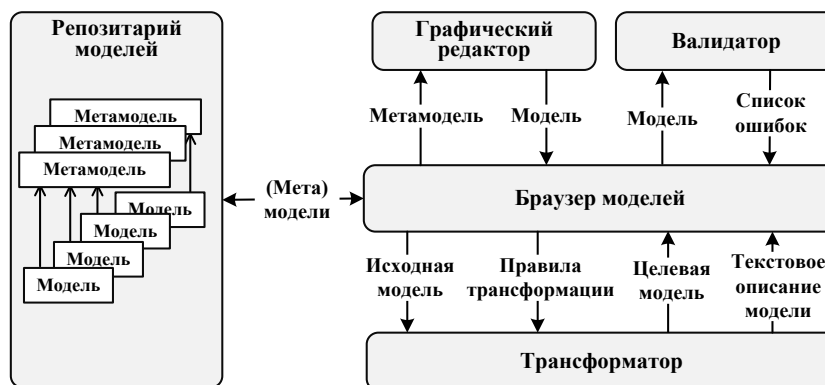 Репозитарий
моделей
Метамодель
Метамодель
Метамодель
Модель
Модель
Модель
Модель
(Мета)
модели
Графический
редактор
Валидатор
Метамодель
Модель
Модель
Список
ошибок
Браузер моделей
Исходная
модель
Правила
трансформации
Целевая
модель
Текстовое
описание
модели
Трансформатор